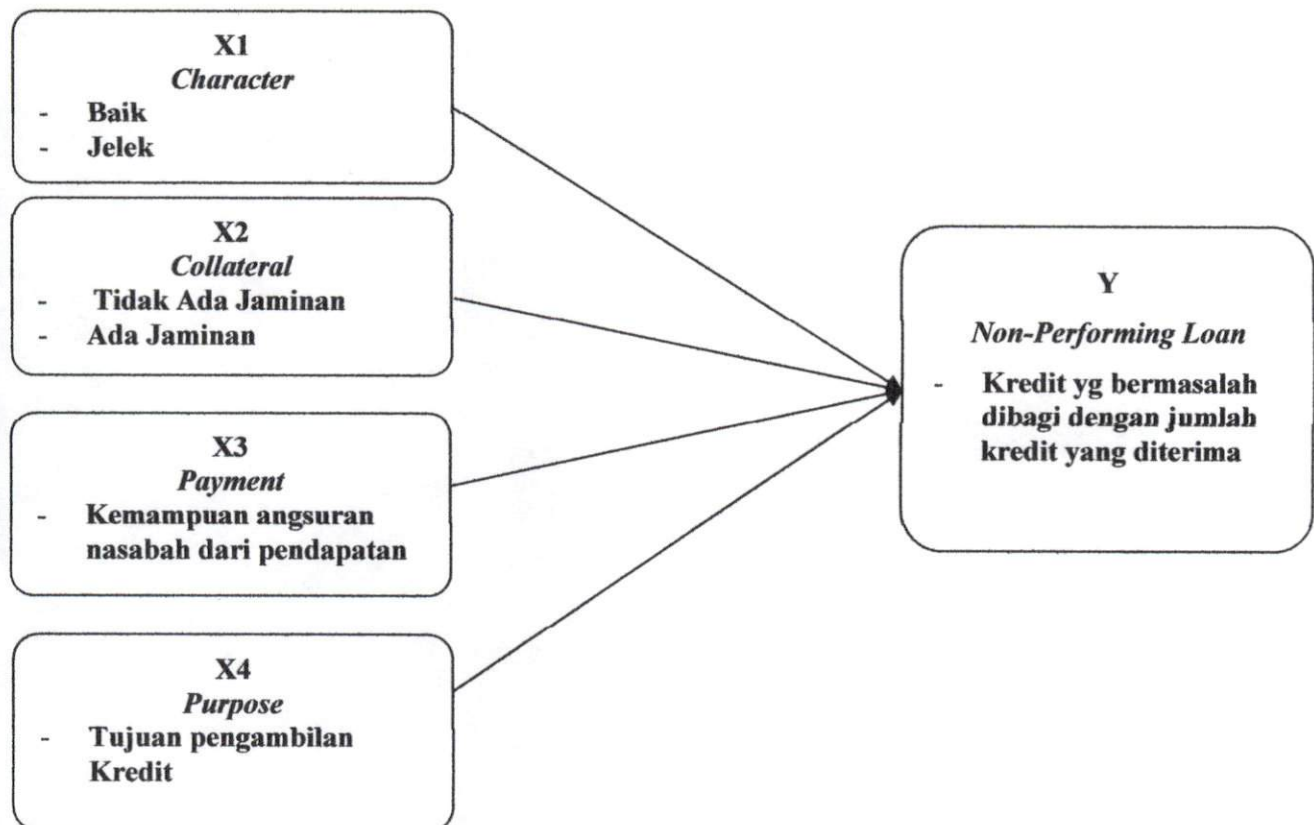 X1
Character
- Baik
- Jelek
X2
Collateral
- Tidak Ada Jaminan
- Ada Jaminan
X3
Payment
- Kemampuan angsuran
nasabah dari pendapatan
X4
Purpose
- Tujuan pengambilan
Kredit
Y
Non-Performing Loan
- Kredit yg bermasalah
dibagi dengan jumlah
kredit yang diterima